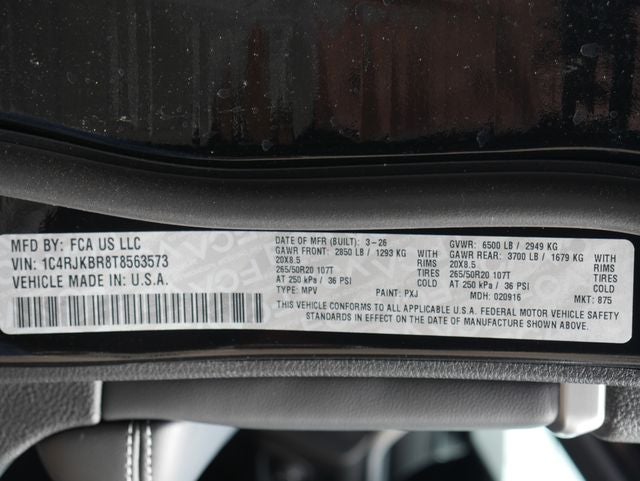 MFD BY: FCA US LLC
VIN: 1C4RJKBR8T8563573
VEHICLE MADE IN: U.S.A.
DATE OF MFR (BUILT): 3-26 GVWR: 6500 LB / 2949 KG
GAWR FRONT: 2850 LB / 1293 KG WITH GAWR REAR: 3700 LB / 1679 KG WITH
20X8.5 RIMS 20X8.5 RIMS
265/50R20 107T TIRES 265/50R20 107T TIRES
AT 250 kPa / 36 PSI COLD AT 250 kPa / 36 PSI COLD
TYPE: MPV PAINT: PXJ MDH: 020916 MKT: 875
THIS VEHICLE CONFORMS TO ALL APPLICABLE U.S.A. FEDERAL MOTOR VEHICLE SAFETY
STANDARDS IN EFFECT ON THE DATE OF MANUFACTURE SHOWN ABOVE.